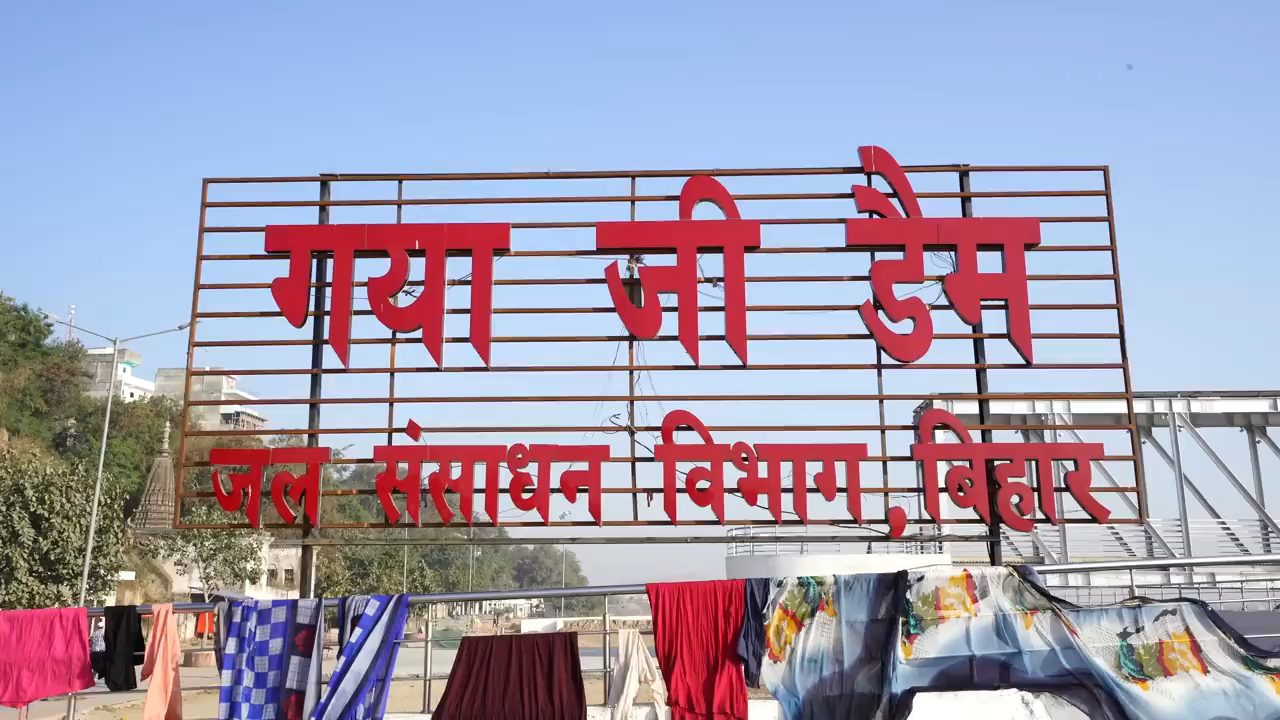 गया जी डैम
जल संसाधन विभाग, बिहार